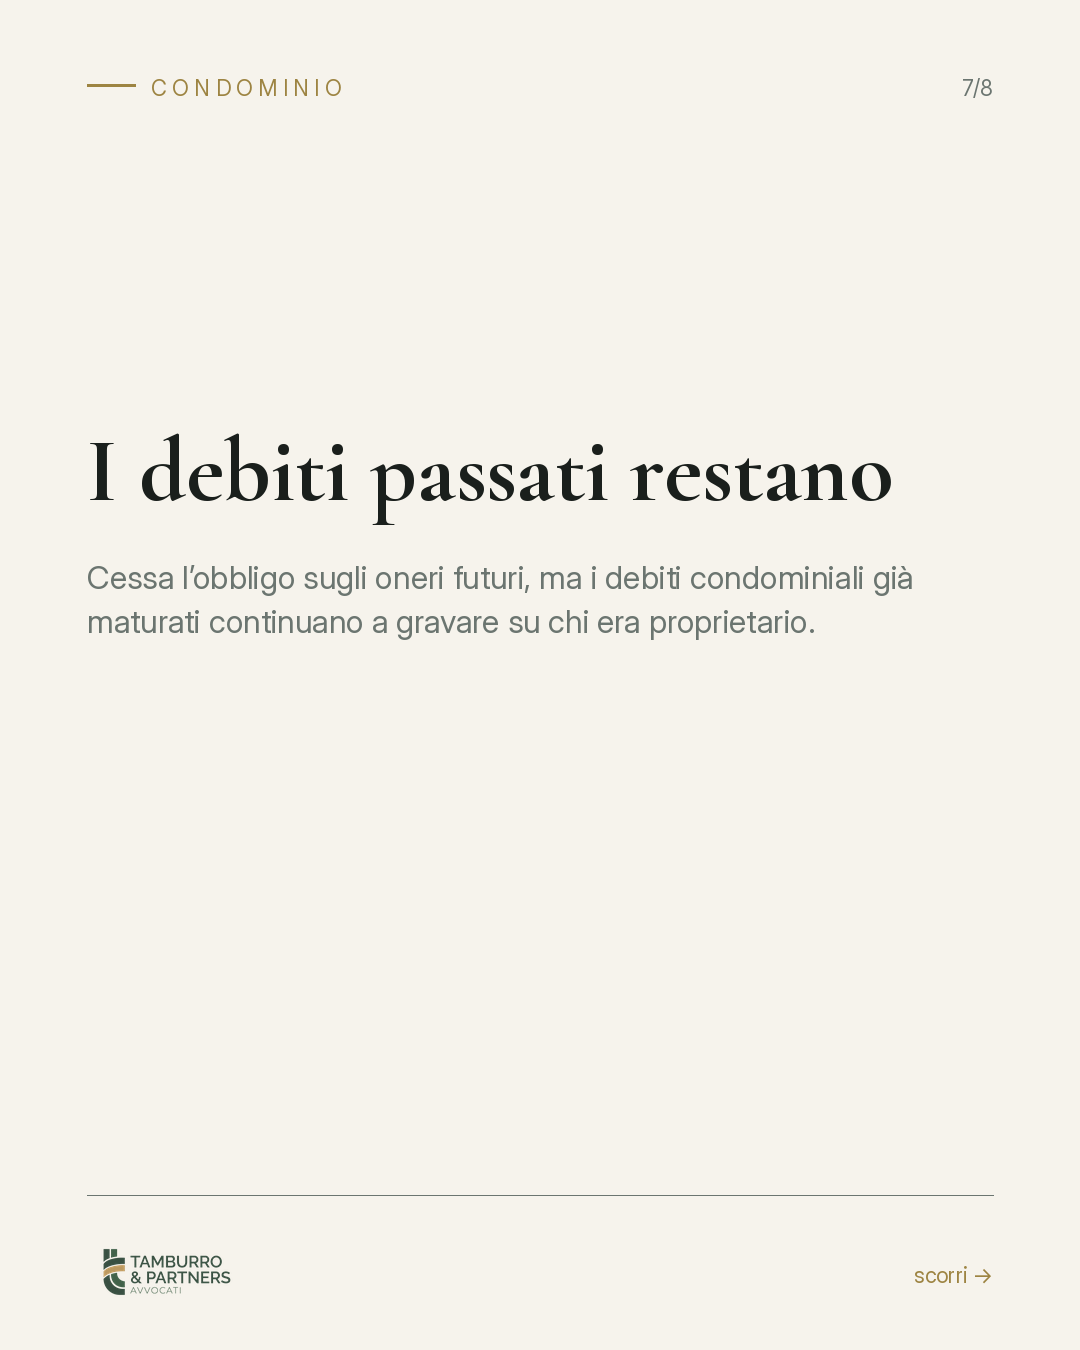 CONDOMINIO
7/8
I debiti passati restano
Cessa l’obbligo sugli oneri futuri, ma i debiti condominiali già
maturati continuano a gravare su chi era proprietario.
TAMBURRO
& PARTNERS
AVVOCATI
scorri →